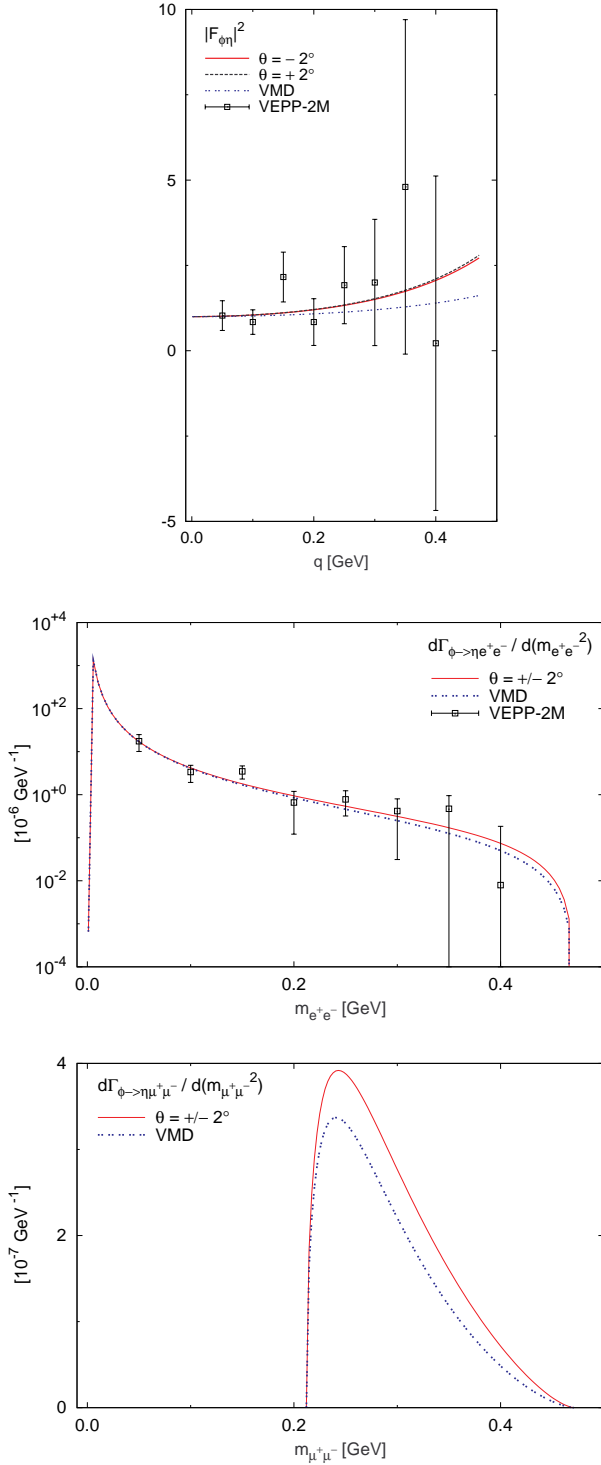 10
|F_ϕη|²
θ = − 2°
θ = + 2°
VMD
VEPP-2M
5
0
-5
0.0 0.2 0.4
q [GeV]
10⁺⁴
dΓ_ϕ−>ηe⁺e⁻ / d(m_e⁺e⁻²)
θ = +/− 2°
VMD
VEPP-2M
10⁺²
10⁺⁰
10⁻²
10⁻⁴
[10⁻⁶ GeV⁻¹]
0.0 0.2 0.4
m_e⁺e⁻ [GeV]
4
dΓ_ϕ−>ημ⁺μ⁻ / d(m_μ⁺μ⁻²)
θ = +/− 2°
VMD
2
0
[10⁻⁷ GeV⁻¹]
0.0 0.2 0.4
m_μ⁺μ⁻ [GeV]